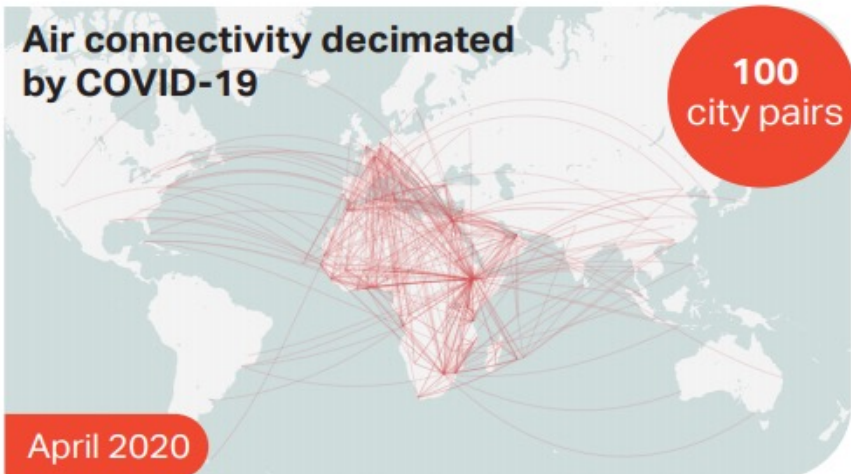 Air connectivity decimated
by COVID-19
100
city pairs
April 2020